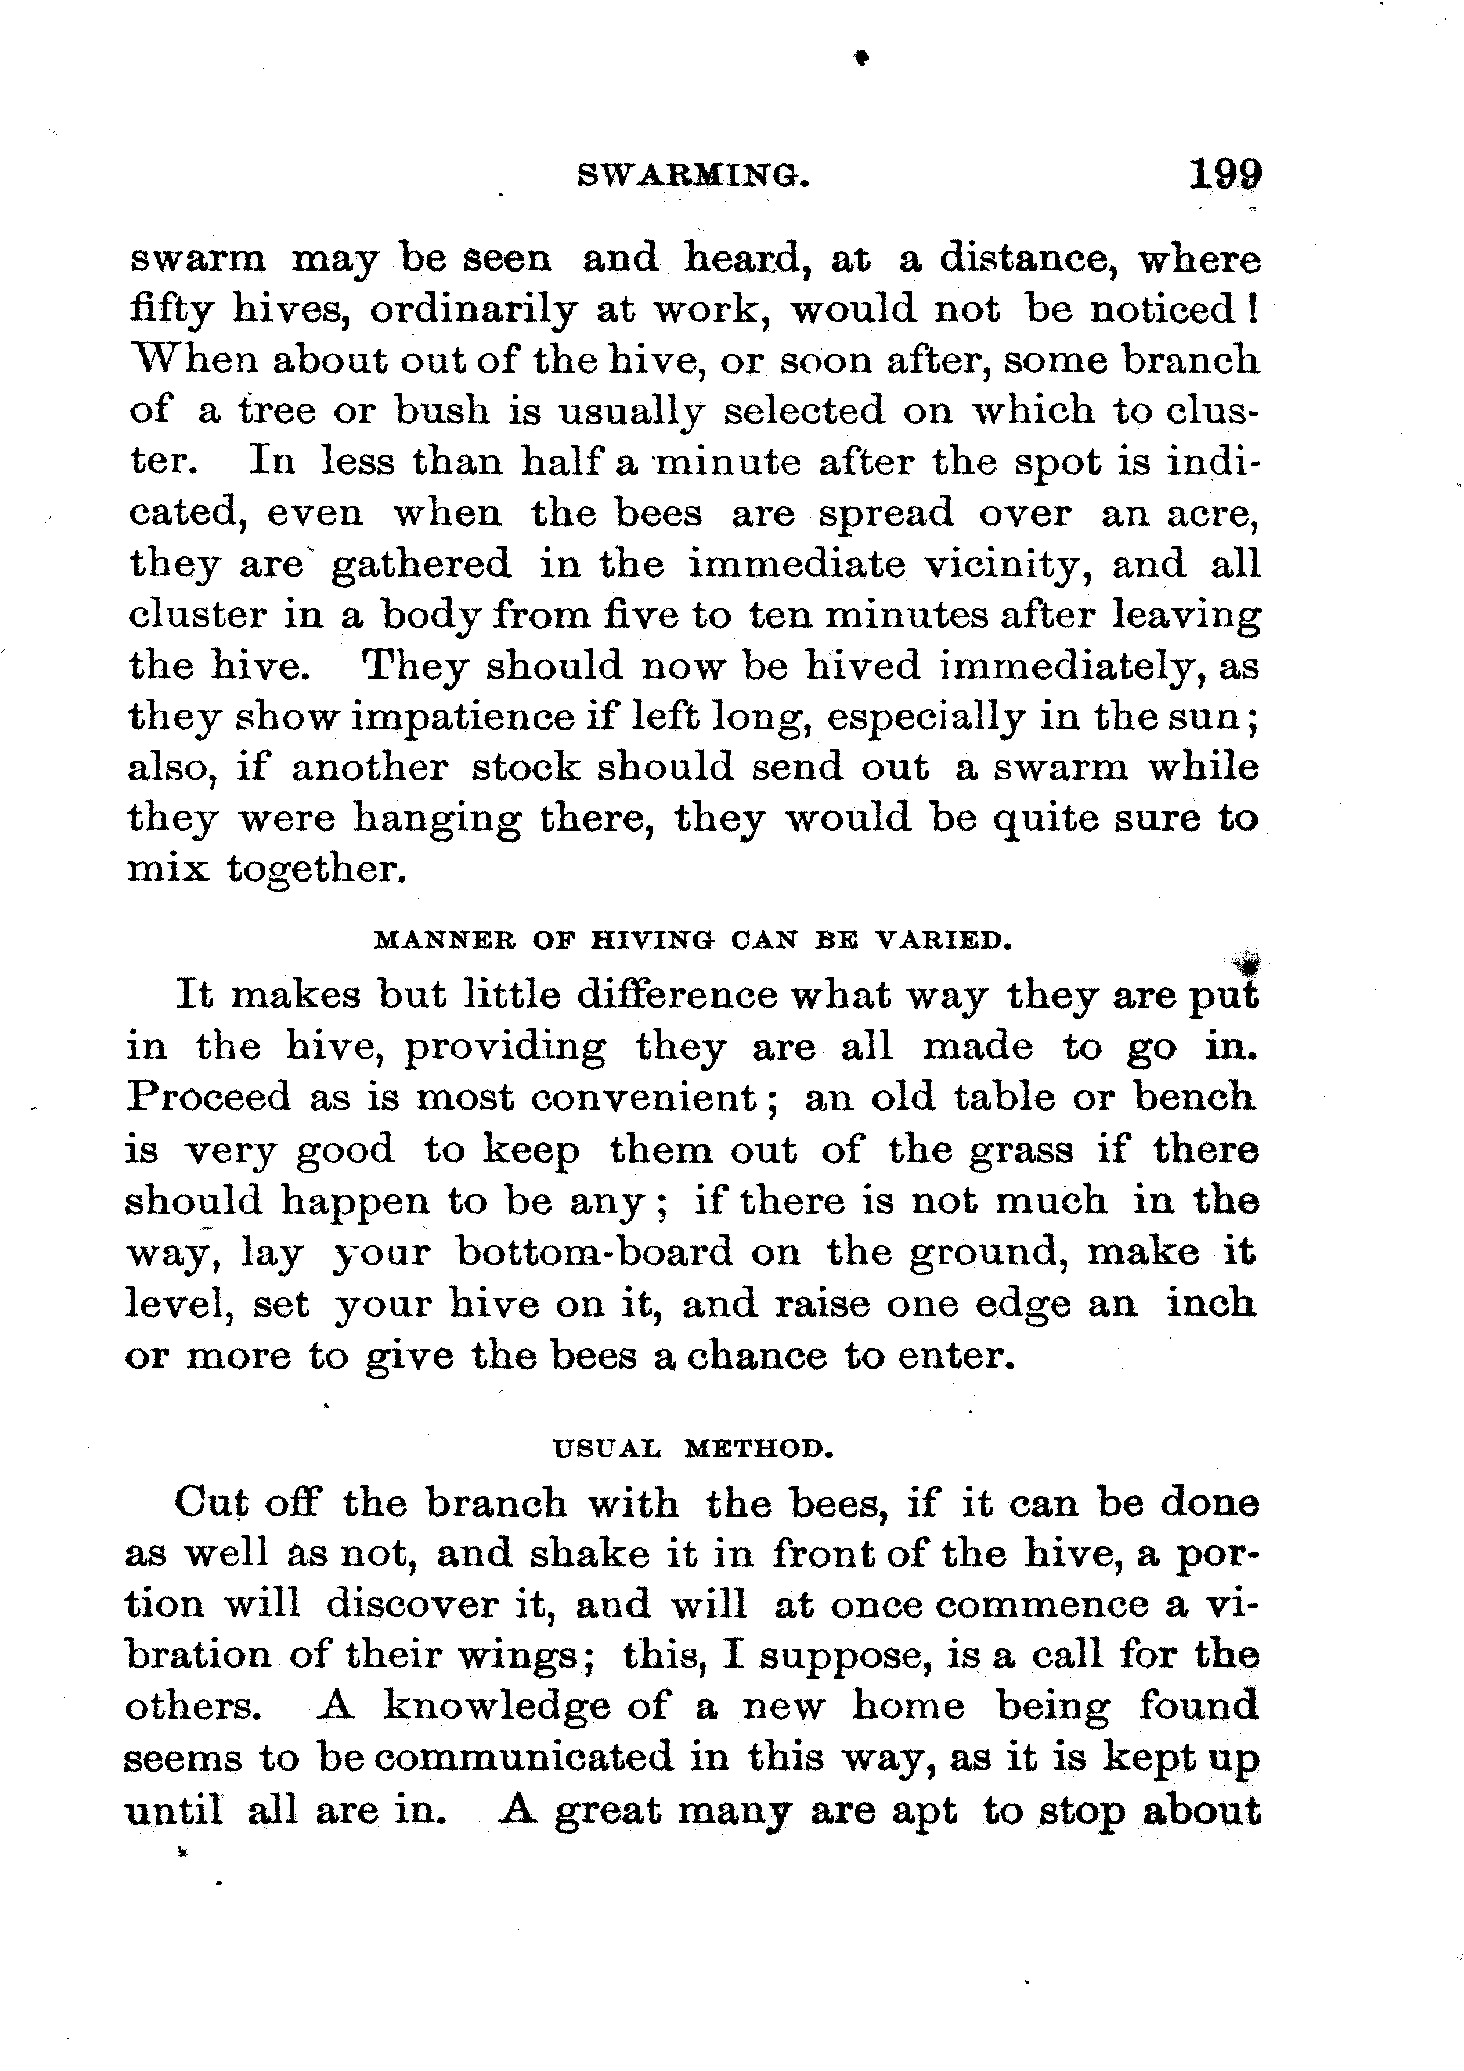 SWARMING. 199
swarm may be seen and heard, at a distance, where
fifty hives, ordinarily at work, would not be noticed!
When about out of the hive, or soon after, some branch
of a tree or bush is usually selected on which to clus-
ter. In less than half a minute after the spot is indi-
cated, even when the bees are spread over an acre,
they are gathered in the immediate vicinity, and all
cluster in a body from five to ten minutes after leaving
the hive. They should now be hived immediately, as
they show impatience if left long, especially in the sun;
also, if another stock should send out a swarm while
they were hanging there, they would be quite sure to
mix together.
MANNER OF HIVING CAN BE VARIED.
It makes but little difference what way they are put
in the hive, providing they are all made to go in.
Proceed as is most convenient; an old table or bench
is very good to keep them out of the grass if there
should happen to be any; if there is not much in the
way, lay your bottom-board on the ground, make it
level, set your hive on it, and raise one edge an inch
or more to give the bees a chance to enter.
USUAL METHOD.
Cut off the branch with the bees, if it can be done
as well as not, and shake it in front of the hive, a por-
tion will discover it, and will at once commence a vi-
bration of their wings; this, I suppose, is a call for the
others. A knowledge of a new home being found
seems to be communicated in this way, as it is kept up
until all are in. A great many are apt to stop about